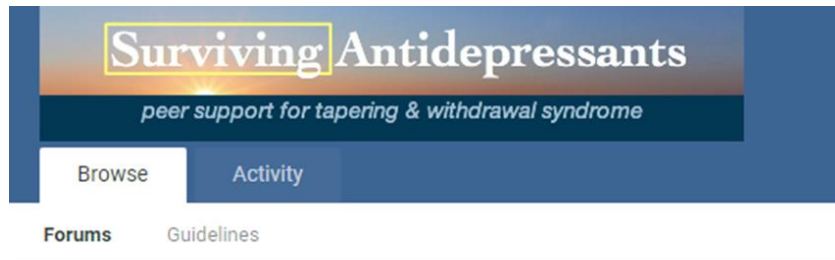 Surviving Antidepressants
peer support for tapering & withdrawal syndrome
Browse Activity
Forums Guidelines